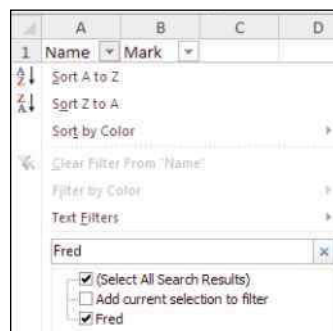 A B C D
1 Name Mark
Sort A to Z
Sort Z to A
Sort by Color
Clear Filter From "Name"
Filter by Color
Text Filters
Fred
(Select All Search Results)
Add current selection to filter
Fred